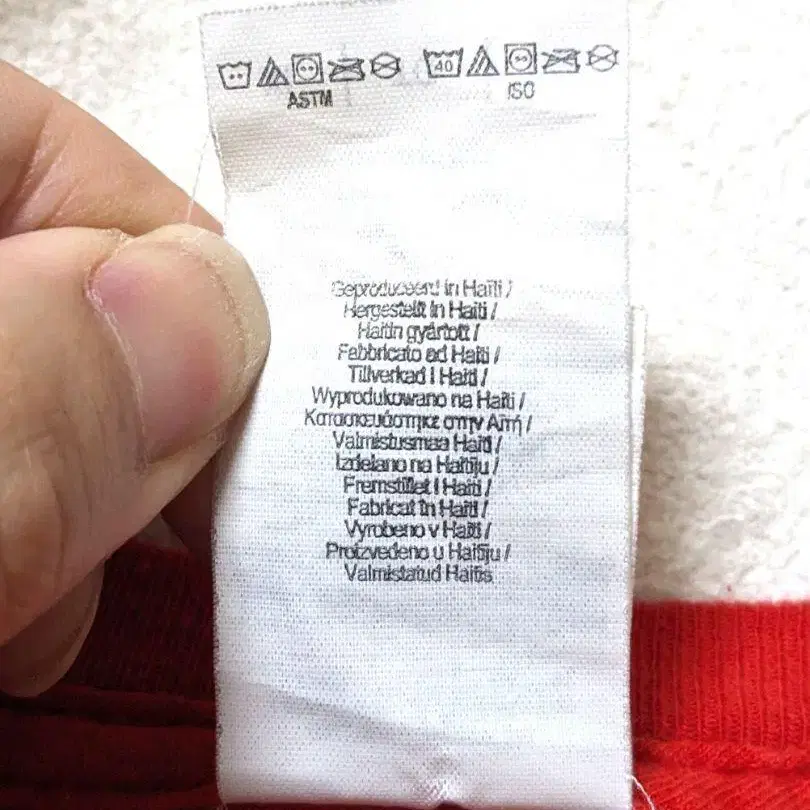 40
ASTM
ISO
Geproduceerd in Haïti /
Hergestellt in Haiti /
Haitin gyártott /
Fabbricato ad Haiti /
Tillverkad I Haiti /
Wyprodukowano na Haiti /
Κατασκευάστηκε στην Αϊτή /
Valmistusmaa Haiti /
Izdelano na Haitiju /
Fremstillet I Haiti /
Fabricat în Haiti /
Vyrobeno v Haiti /
Proizvedeno u Haitiju /
Valmistatud Haitis